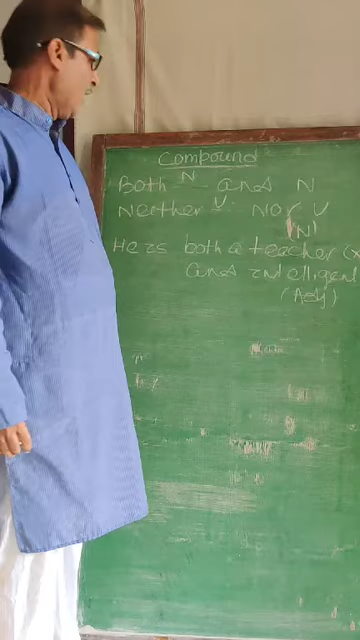 Compound
Both N and N
Neither V Nor V
(N)
He is both a teacher (x
and intelligent
(Adj)